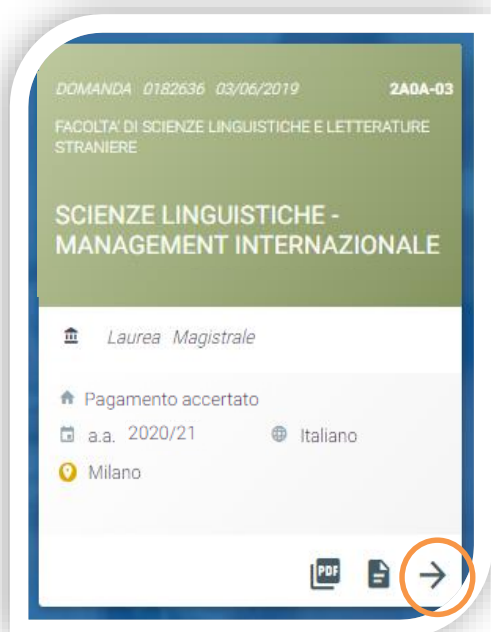 DOMANDA 0182636 03/06/2019 2A0A-03
FACOLTA' DI SCIENZE LINGUISTICHE E LETTERATURE
STRANIERE
SCIENZE LINGUISTICHE -
MANAGEMENT INTERNAZIONALE
Laurea Magistrale
Pagamento accertato
a.a. 2020/21 Italiano
Milano
PDF